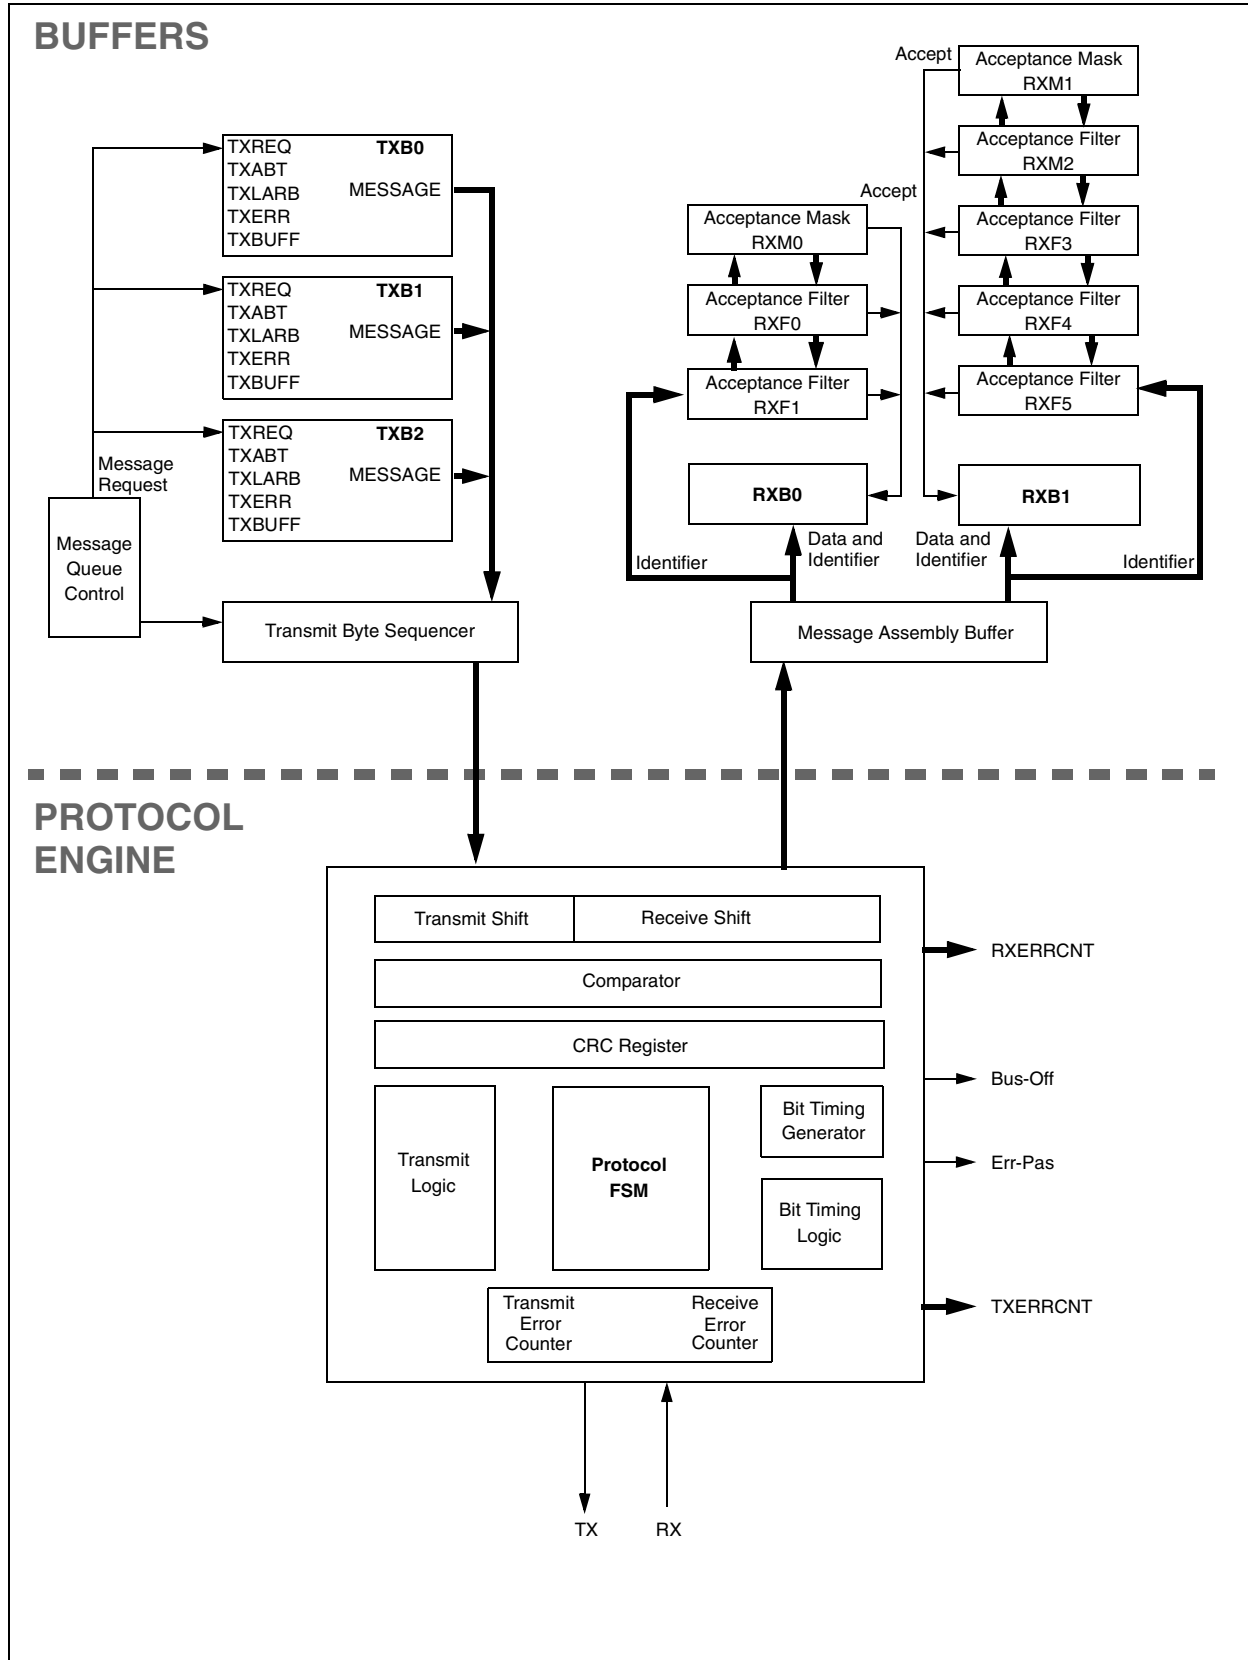 BUFFERS
TXREQ TXB0
TXABT
TXLARB MESSAGE
TXERR
TXBUFF
TXREQ TXB1
TXABT
TXLARB MESSAGE
TXERR
TXBUFF
TXREQ TXB2
TXABT
TXLARB MESSAGE
TXERR
TXBUFF
Message
Request
Message
Queue
Control
Transmit Byte Sequencer
Accept
Acceptance Mask
RXM1
Acceptance Filter
RXM2
Accept
Acceptance Mask
RXM0
Acceptance Filter
RXF3
Acceptance Filter
RXF0
Acceptance Filter
RXF4
Acceptance Filter
RXF1
Acceptance Filter
RXF5
RXB0
RXB1
Identifier
Data and
Identifier
Data and
Identifier
Identifier
Message Assembly Buffer
PROTOCOL
ENGINE
Transmit Shift
Receive Shift
Comparator
CRC Register
Transmit
Logic
Protocol
FSM
Bit Timing
Generator
Bit Timing
Logic
Transmit
Error
Counter
Receive
Error
Counter
RXERRCNT
Bus-Off
Err-Pas
TXERRCNT
TX
RX